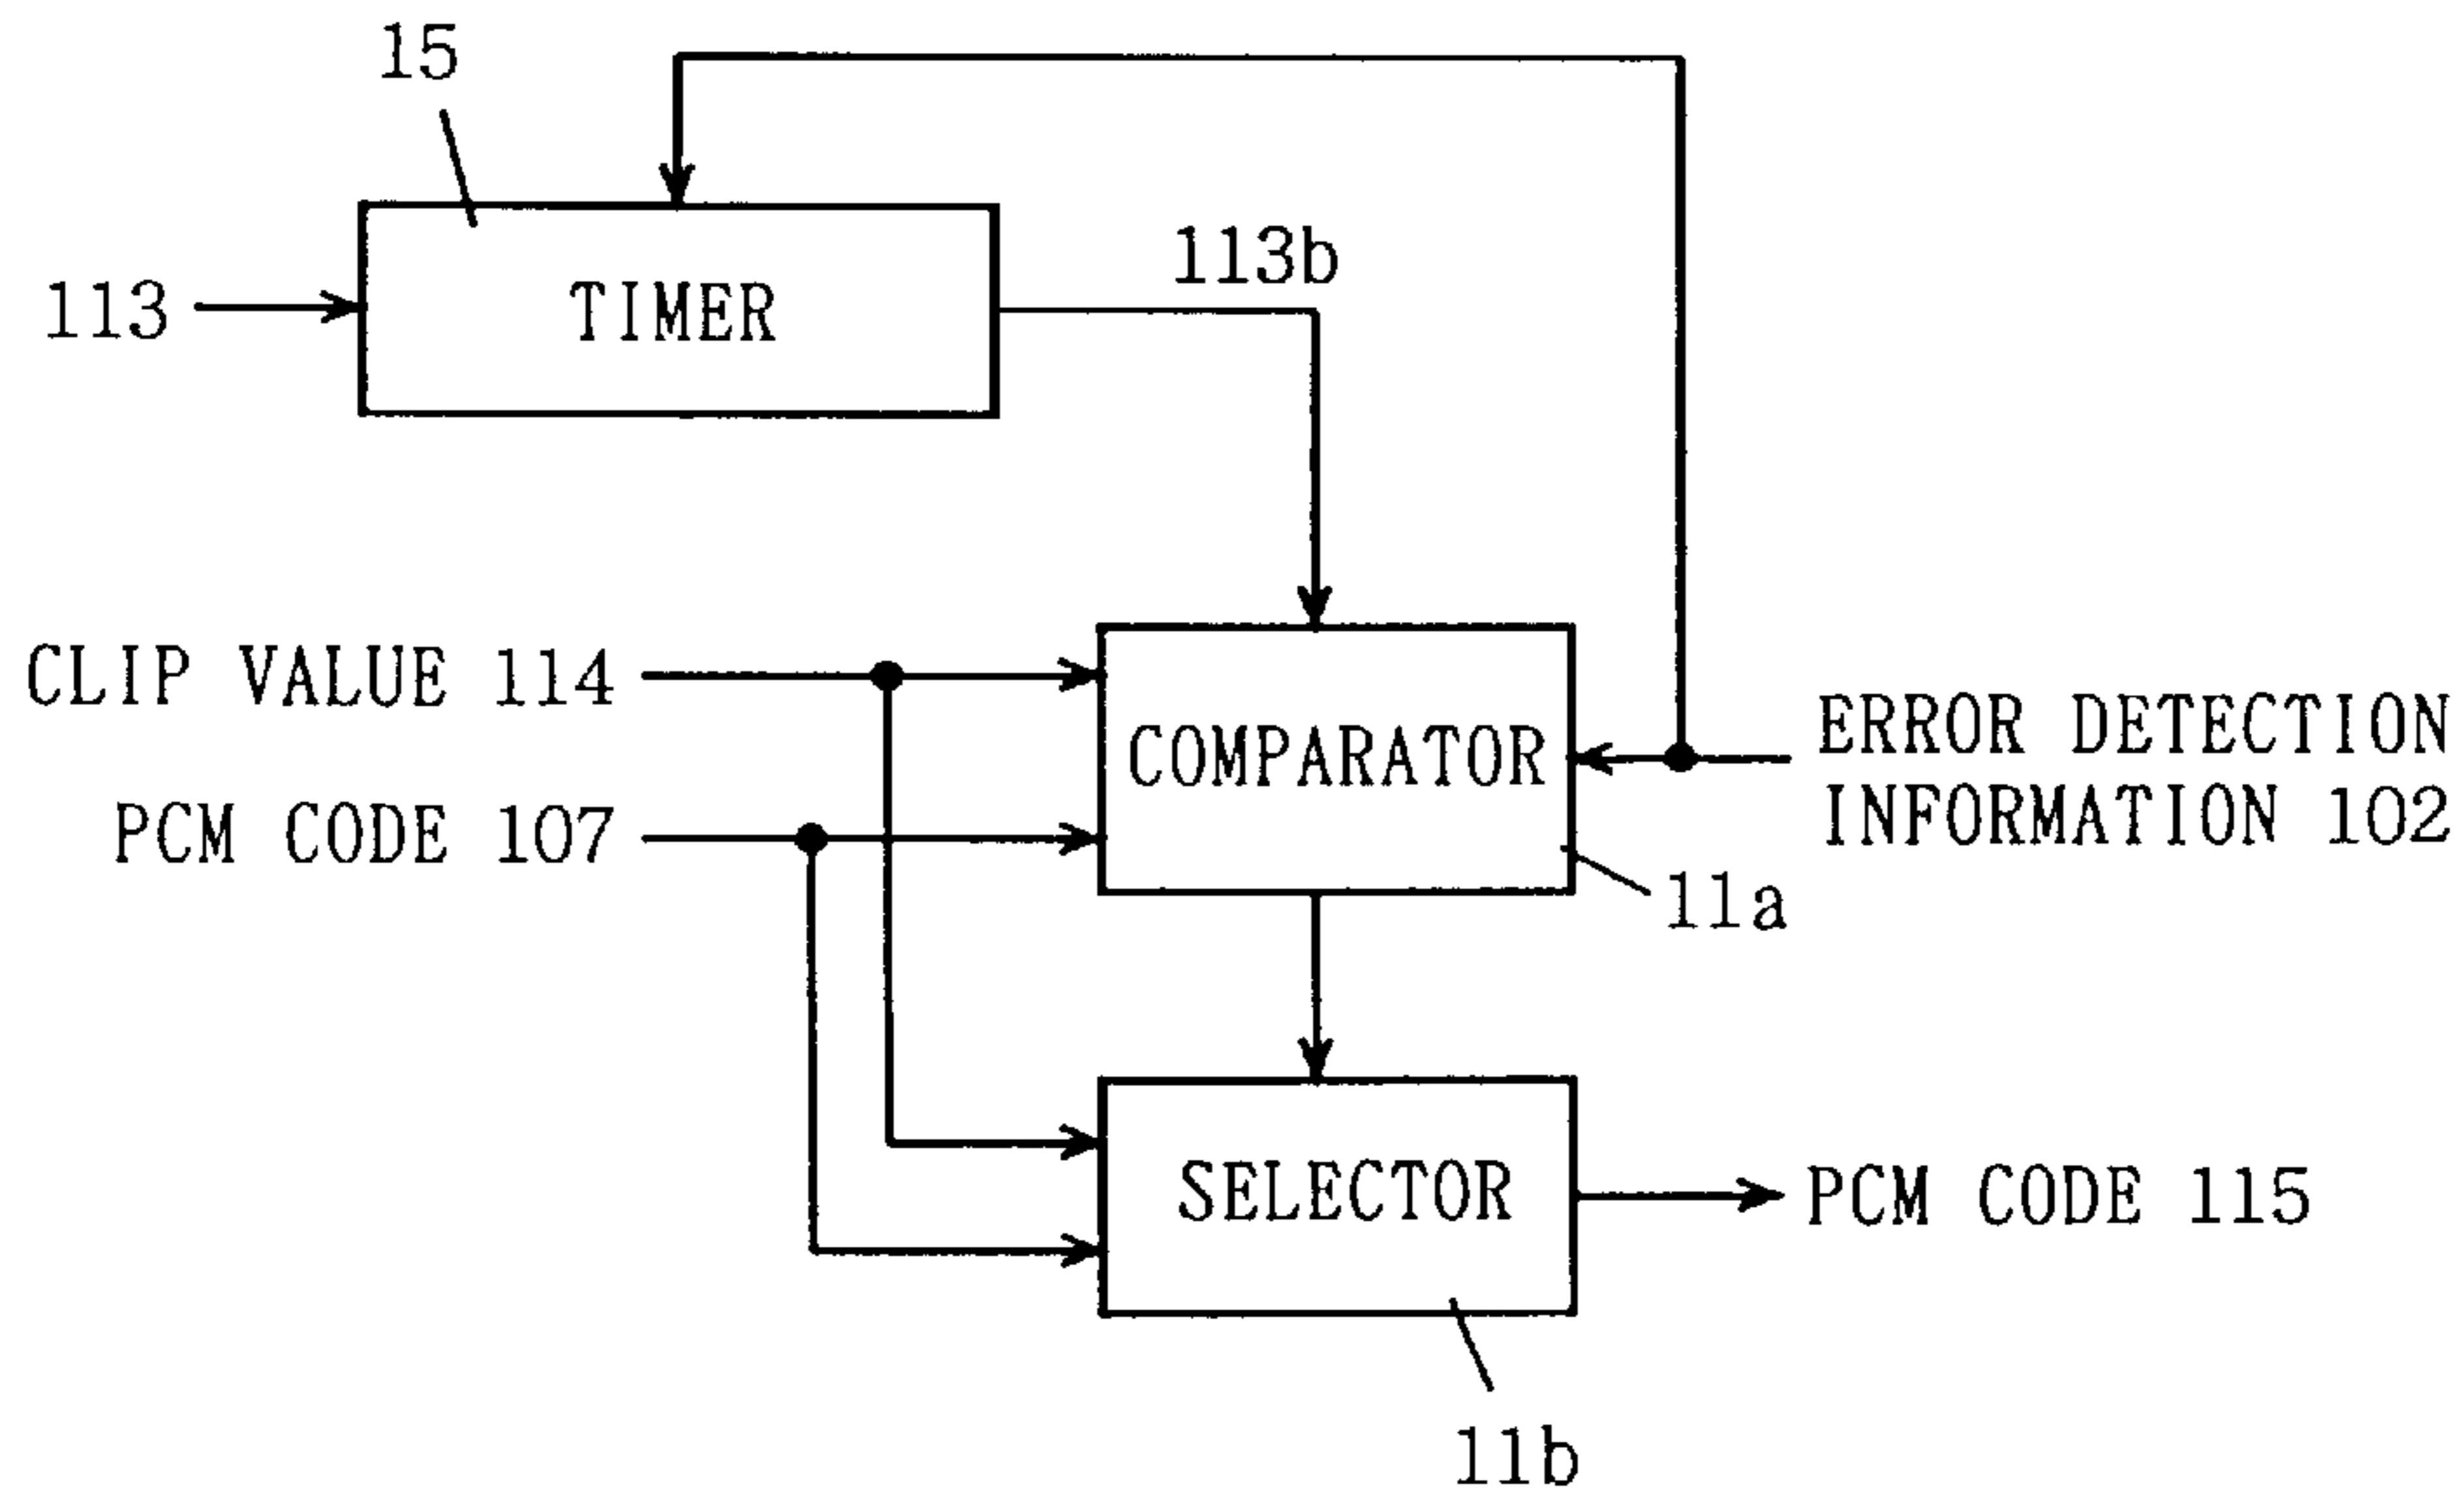 15
113
TIMER
113b
CLIP VALUE 114
PCM CODE 107
COMPARATOR
ERROR DETECTION
INFORMATION 102
11a
SELECTOR
PCM CODE 115
11b